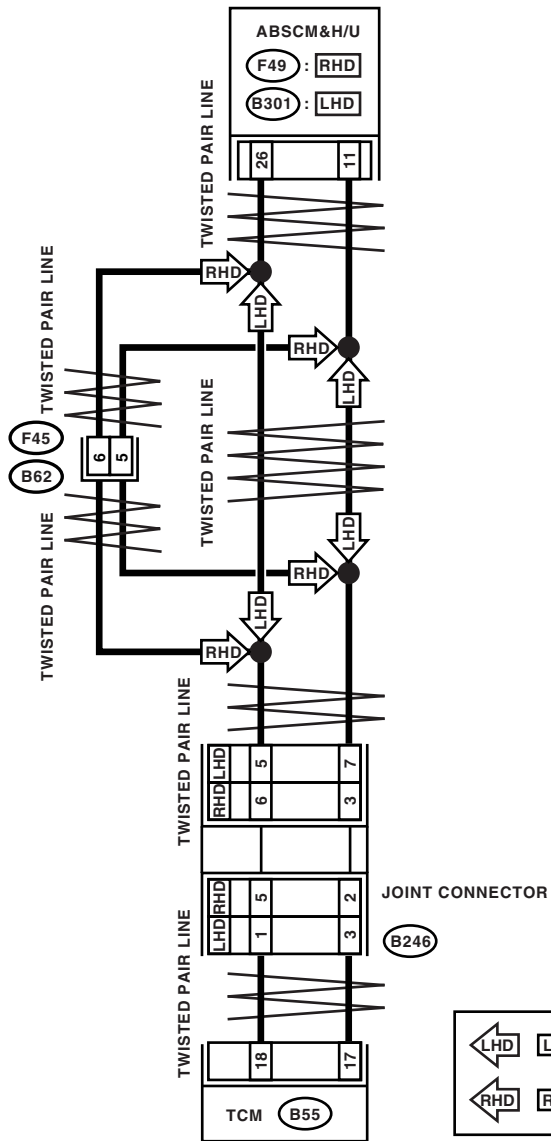 ABSCM&H/U
F49 : RHD
B301 : LHD
26 11
TWISTED PAIR LINE
RHD
LHD
TWISTED PAIR LINE
RHD
LHD
F45
6 5
B62
TWISTED PAIR LINE
TWISTED PAIR LINE
LHD
RHD
LHD
RHD
TWISTED PAIR LINE
LHD 5 7
RHD 6 3
RHD 5 2
JOINT CONNECTOR
LHD 1 3
B246
TWISTED PAIR LINE
18 17
TCM B55
LHD L
RHD R